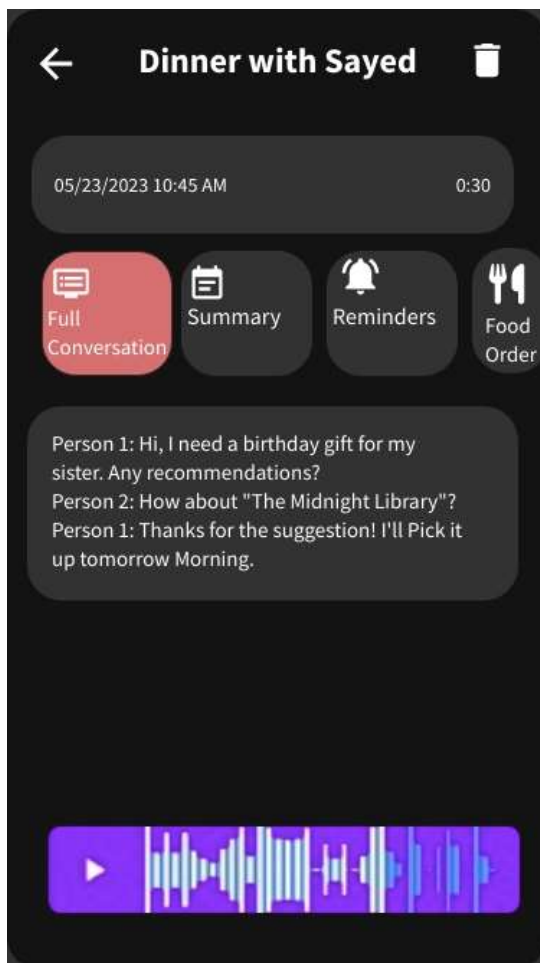 Dinner with Sayed
05/23/2023 10:45 AM 0:30
Full
Conversation
Summary
Reminders
Food
Order
Person 1: Hi, I need a birthday gift for my
sister. Any recommendations?
Person 2: How about "The Midnight Library"?
Person 1: Thanks for the suggestion! I'll Pick it
up tomorrow Morning.